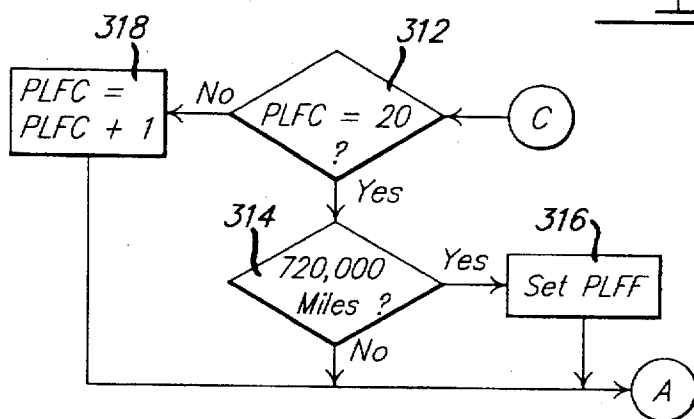 318
312
PLFC =
PLFC + 1
No
PLFC = 20
?
C
Yes
314
316
720,000
Miles ?
Yes
Set PLFF
No
A